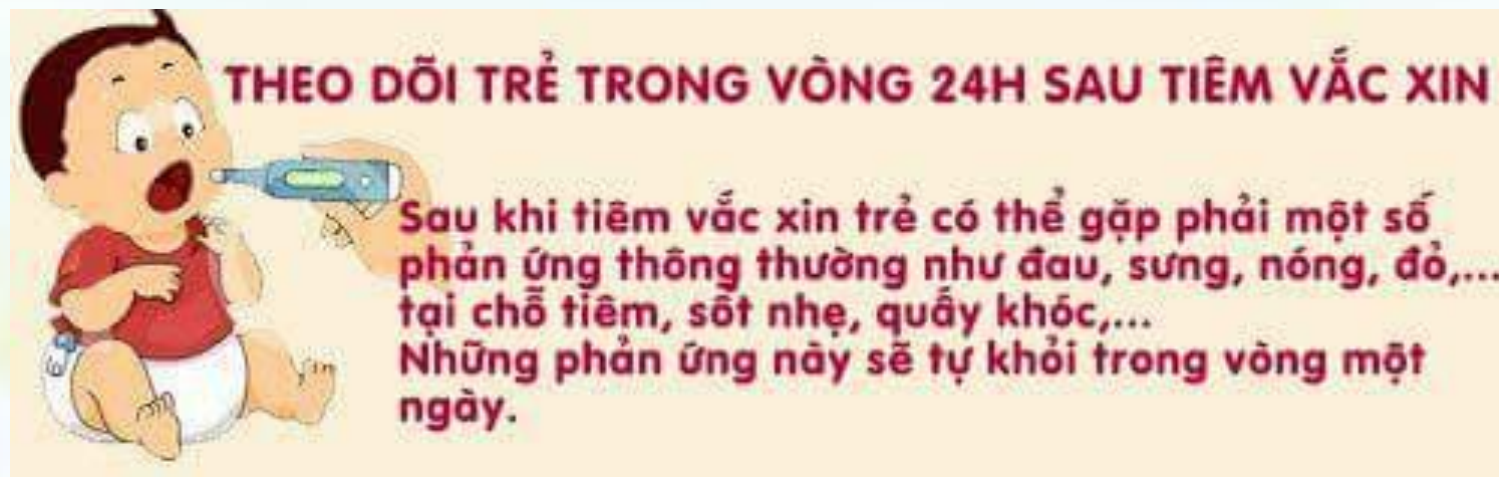 THEO DÕI TRẺ TRONG VÒNG 24H SAU TIÊM VẮC XIN
Sau khi tiêm vắc xin trẻ có thể gặp phải một số
phản ứng thông thường như đau, sưng, nóng, đỏ,...
tại chỗ tiêm, sốt nhẹ, quấy khóc,...
Những phản ứng này sẽ tự khỏi trong vòng một
ngày.